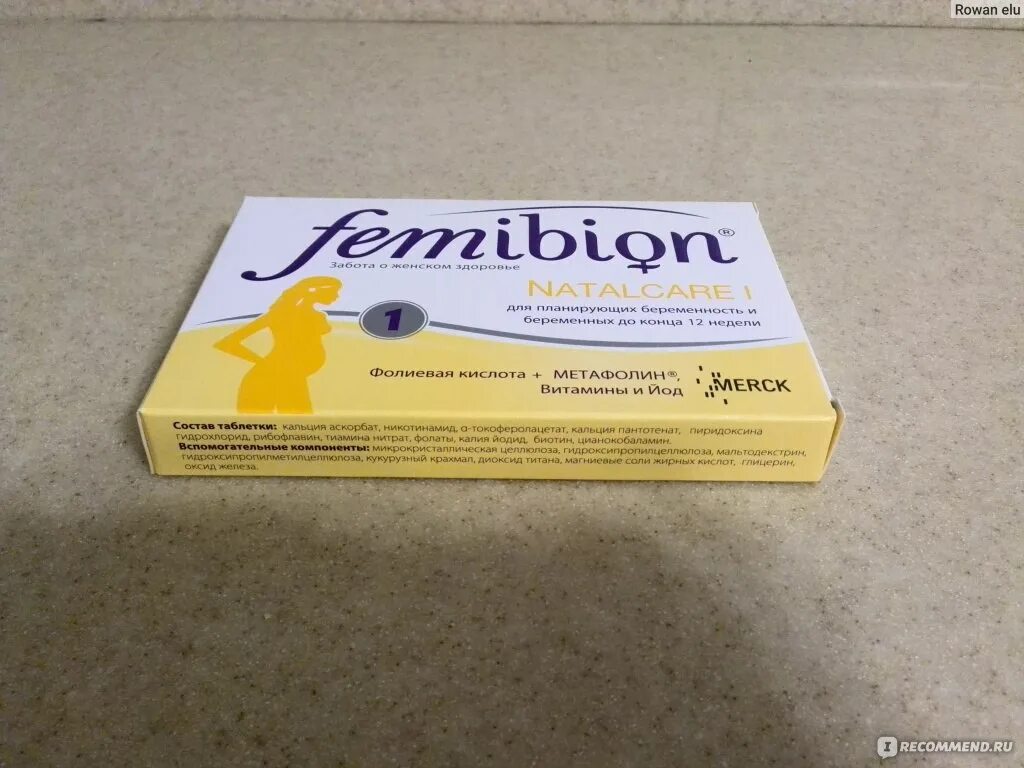 Rowan elu
femibion®
Забота о женском здоровье
NATALCARE I
для планирующих беременность и
беременных до конца 12 недели
1
Фолиевая кислота + МЕТАФОЛИН®,
Витамины и Йод
MERCK
Состав таблетки: кальция аскорбат, никотинамид, α-токоферолацетат, кальция пантотенат, пиридоксина
гидрохлорид, рибофлавин, тиамина нитрат, фолаты, калия йодид, биотин, цианокобаламин.
Вспомогательные компоненты: микрокристаллическая целлюлоза, гидроксипропилцеллюлоза, мальтодекстрин,
гидроксипропилметилцеллюлоза, кукурузный крахмал, диоксид титана, магниевые соли жирных кислот, глицерин,
оксид железа.
IRECOMMEND.RU